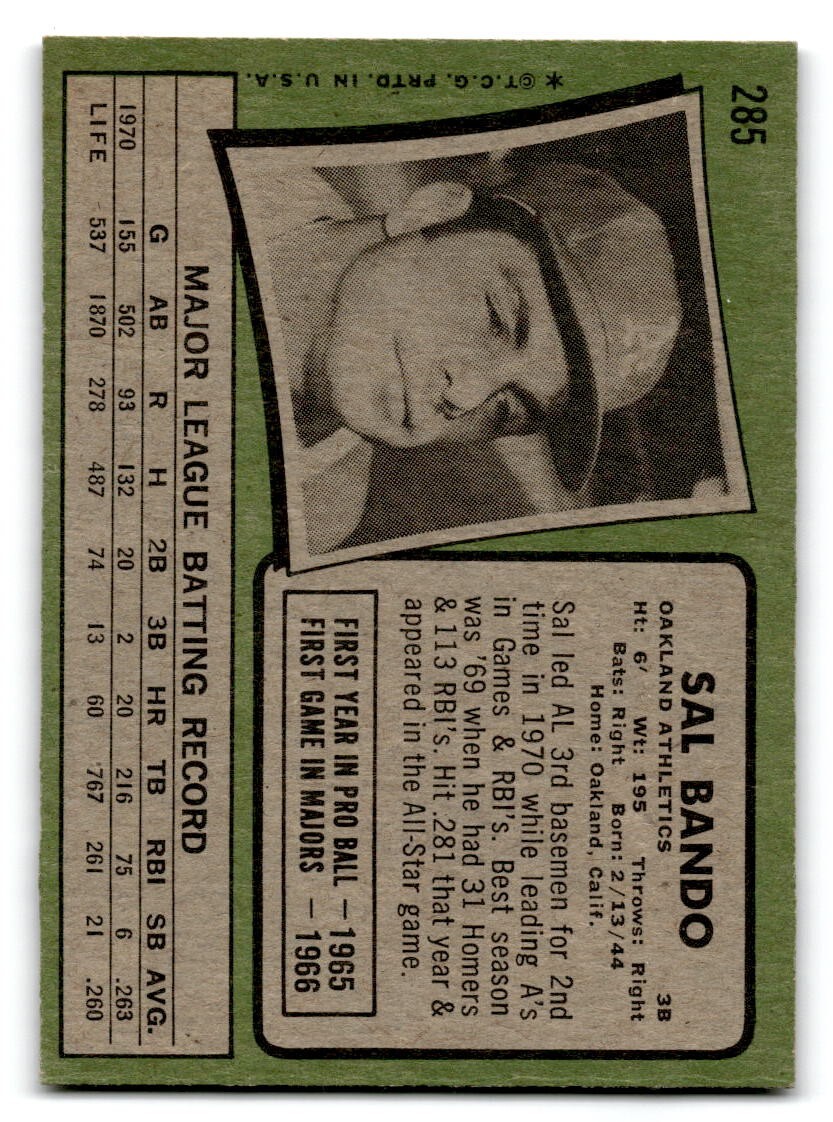 285
*©T.C.G. PRTD. IN U.S.A.
SAL BANDO
OAKLAND ATHLETICS 3B
Ht: 6' Wt: 195 Throws: Right
Bats: Right Born: 2/13/44
Home: Oakland, Calif.
Sal led AL 3rd basemen for 2nd
time in 1970 while leading A's
in Games & RBI's. Best season
was '69 when he had 31 Homers
& 113 RBI's. Hit .281 that year &
appeared in the All-Star game.
FIRST YEAR IN PRO BALL — 1965
FIRST GAME IN MAJORS — 1966
MAJOR LEAGUE BATTING RECORD
G AB R H 2B 3B HR TB RBI SB AVG.
1970 155 502 93 132 20 2 20 216 75 6 .263
LIFE 537 1870 278 487 74 13 60 767 261 21 .260